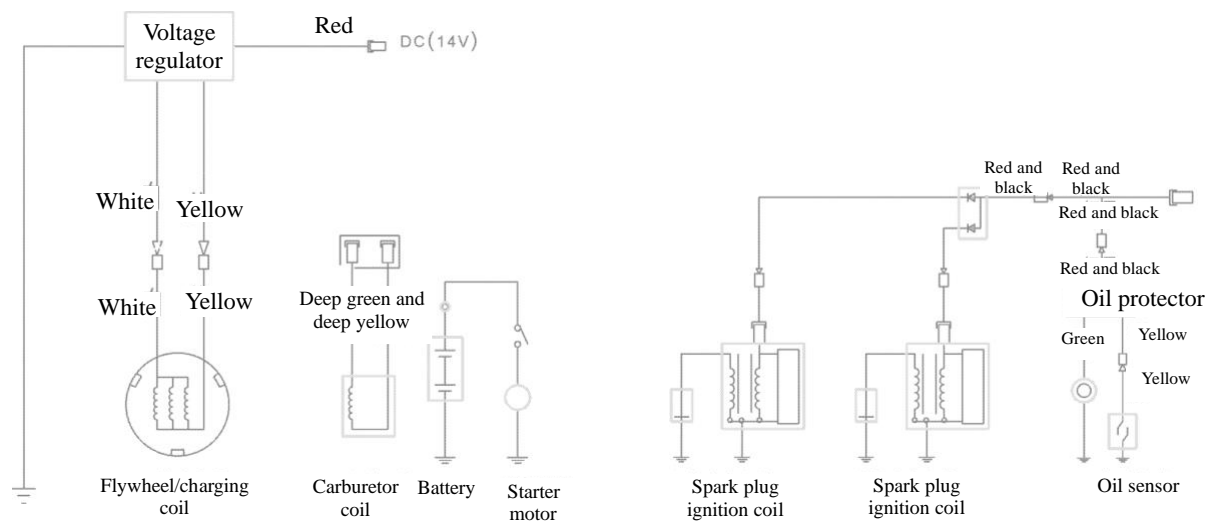 Voltage
regulator
Red
DC(14V)
White
Yellow
White
Yellow
Deep green and
deep yellow
Flywheel/charging
coil
Carburetor
coil
Battery
Starter
motor
Red and
black
Red and
black
Red and black
Red and black
Oil protector
Green
Yellow
Yellow
Spark plug
ignition coil
Spark plug
ignition coil
Oil sensor